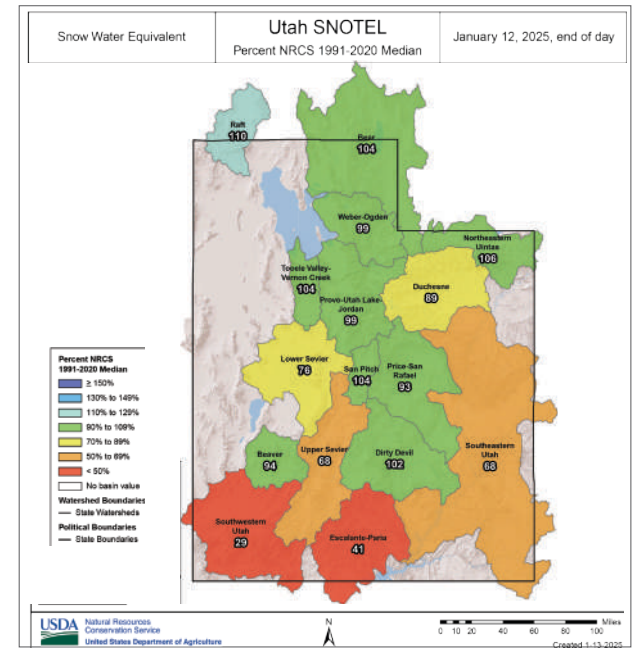 Snow Water Equivalent
Utah SNOTEL
Percent NRCS 1991-2020 Median
January 12, 2025, end of day
Raft
110
Bear
104
Weber-Ogden
99
Northeastern
Uintas
106
Tooele Valley-
Vernon Creek
104
Duchesne
89
Provo-Utah Lake-
Jordan
99
Lower Sevier
76
San Pitch
104
Price-San
Rafael
93
Beaver
94
Upper Sevier
68
Dirty Devil
102
Southeastern
Utah
68
Southwestern
Utah
29
Escalante-Paria
41
Percent NRCS
1991-2020 Median
≥ 150%
130% to 149%
110% to 129%
90% to 109%
70% to 89%
50% to 69%
< 50%
No basin value
Watershed Boundaries
State Watersheds
Political Boundaries
State Boundaries
USDA
Natural Resources
Conservation Service
United States Department of Agriculture
N
Miles
0 10 20 40 60 80 100
Created 1-13-2025